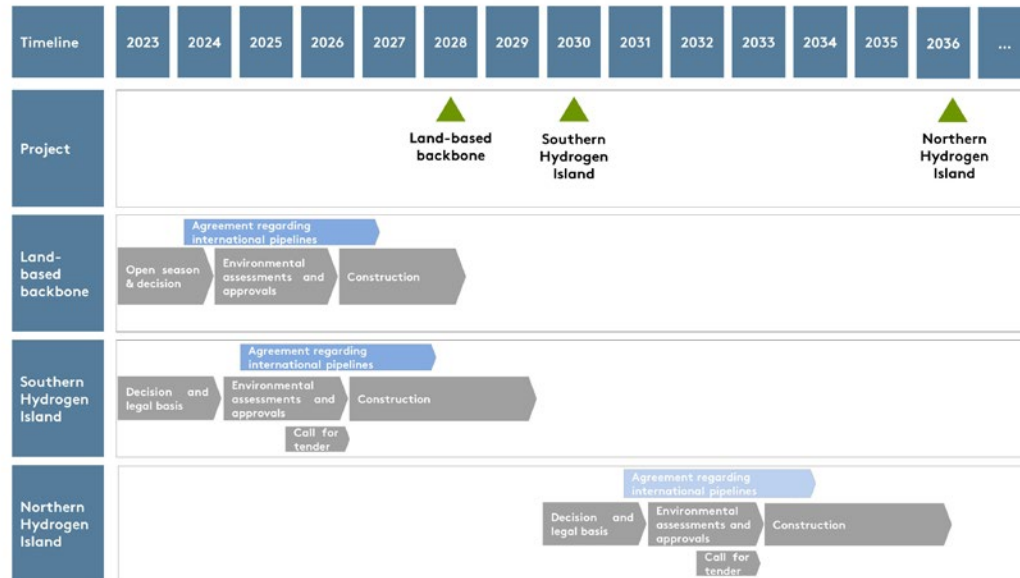 Timeline 2023 2024 2025 2026 2027 2028 2029 2030 2031 2032 2033 2034 2035 2036 ...
Project
Land-based
backbone
Southern
Hydrogen
Island
Northern
Hydrogen
Island
Land-
based
backbone
Agreement regarding
international pipelines
Open season
& decision
Environmental
assessments and
approvals
Construction
Southern
Hydrogen
Island
Agreement regarding
international pipelines
Decision and
legal basis
Environmental
assessments and
approvals
Construction
Call for
tender
Northern
Hydrogen
Island
Agreement regarding
international pipelines
Decision and
legal basis
Environmental
assessments and
approvals
Construction
Call for
tender